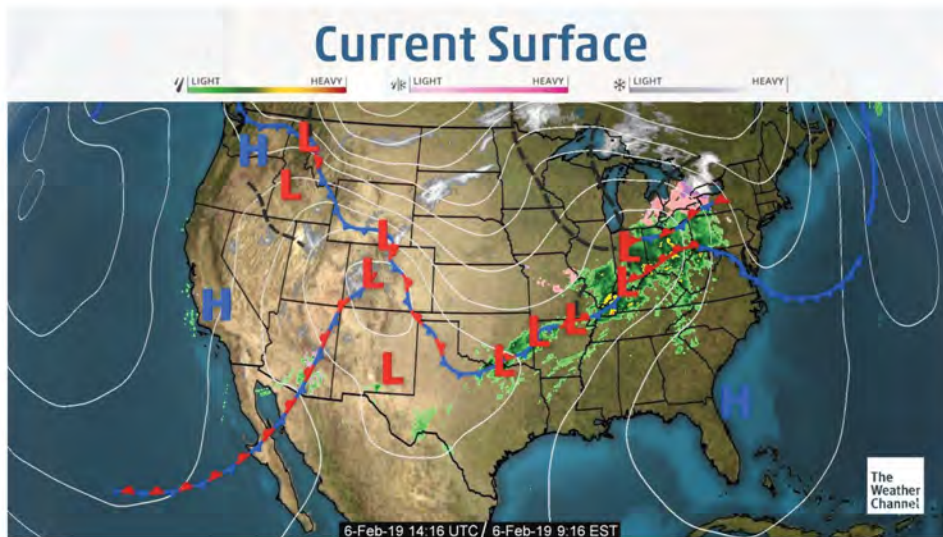 Current Surface
LIGHT HEAVY LIGHT HEAVY LIGHT HEAVY
L
H
L
L
L
H
L
L
L
L
L
L
H
The
Weather
Channel
6-Feb-19 14:16 UTC / 6-Feb-19 9:16 EST